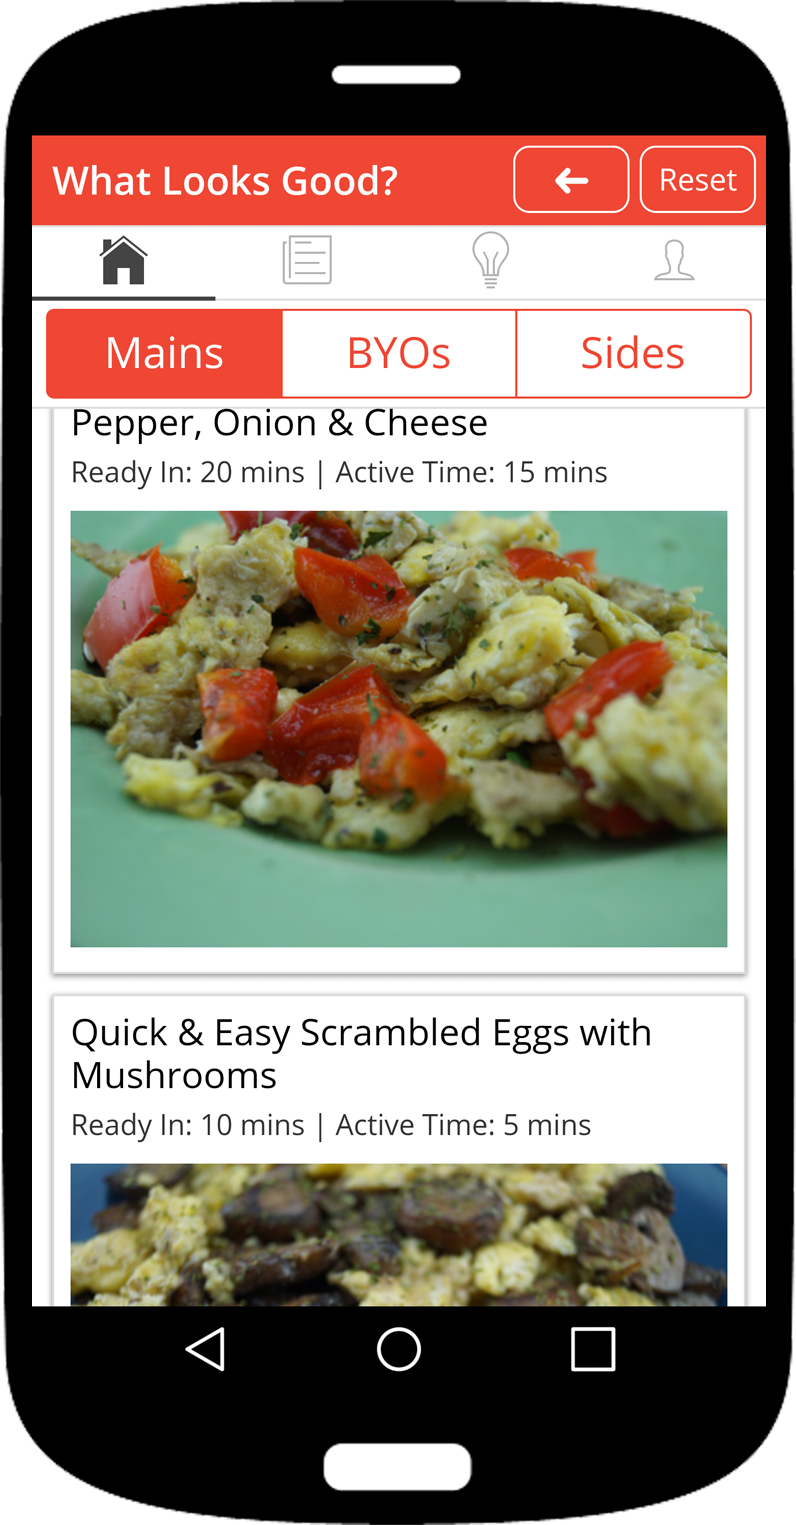 What Looks Good?
Reset
Mains
BYOs
Sides
Pepper, Onion & Cheese
Ready In: 20 mins | Active Time: 15 mins
Quick & Easy Scrambled Eggs with
Mushrooms
Ready In: 10 mins | Active Time: 5 mins